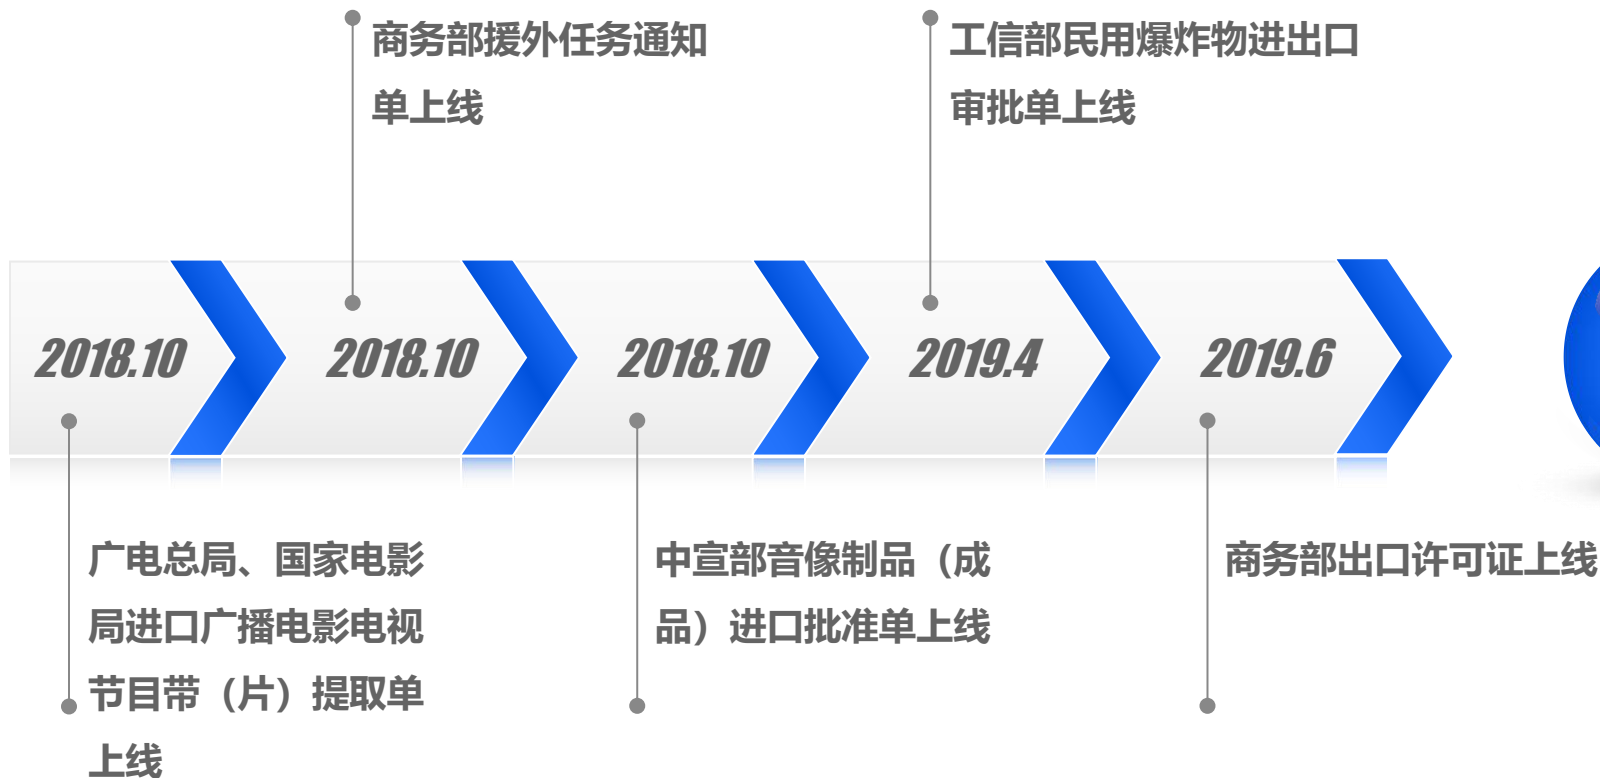 商务部援外任务通知
单上线
工信部民用爆炸物进出口
审批单上线
2018.10
2018.10
2018.10
2019.4
2019.6
广电总局、国家电影
局进口广播电影电视
节目带（片）提取单
上线
中宣部音像制品（成
品）进口批准单上线
商务部出口许可证上线